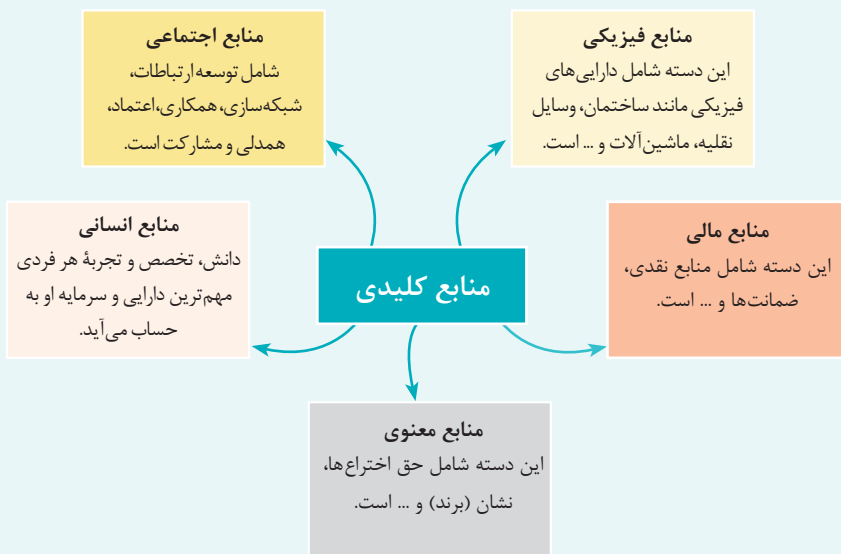 منابع فیزیکی
این دسته شامل دارایی‌های
فیزیکی مانند ساختمان، وسایل
نقلیه، ماشین‌آلات و ... است.
منابع اجتماعی
شامل توسعه ارتباطات،
شبکه‌سازی، همکاری، اعتماد،
همدلی و مشارکت است.
منابع مالی
این دسته شامل منابع نقدی،
ضمانت‌ها و ... است.
منابع کلیدی
منابع انسانی
دانش، تخصص و تجربهٔ هر فردی
مهم‌ترین دارایی و سرمایه او به
حساب می‌آید.
منابع معنوی
این دسته شامل حق اختراع‌ها،
نشان (برند) و ... است.